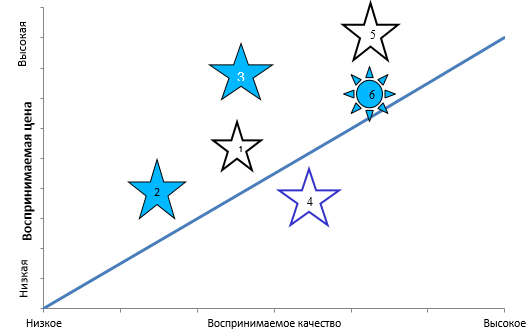 Высокая
Воспринимаемая цена
Низкая
5
3
6
1
2
4
Низкое
Воспринимаемое качество
Высокое